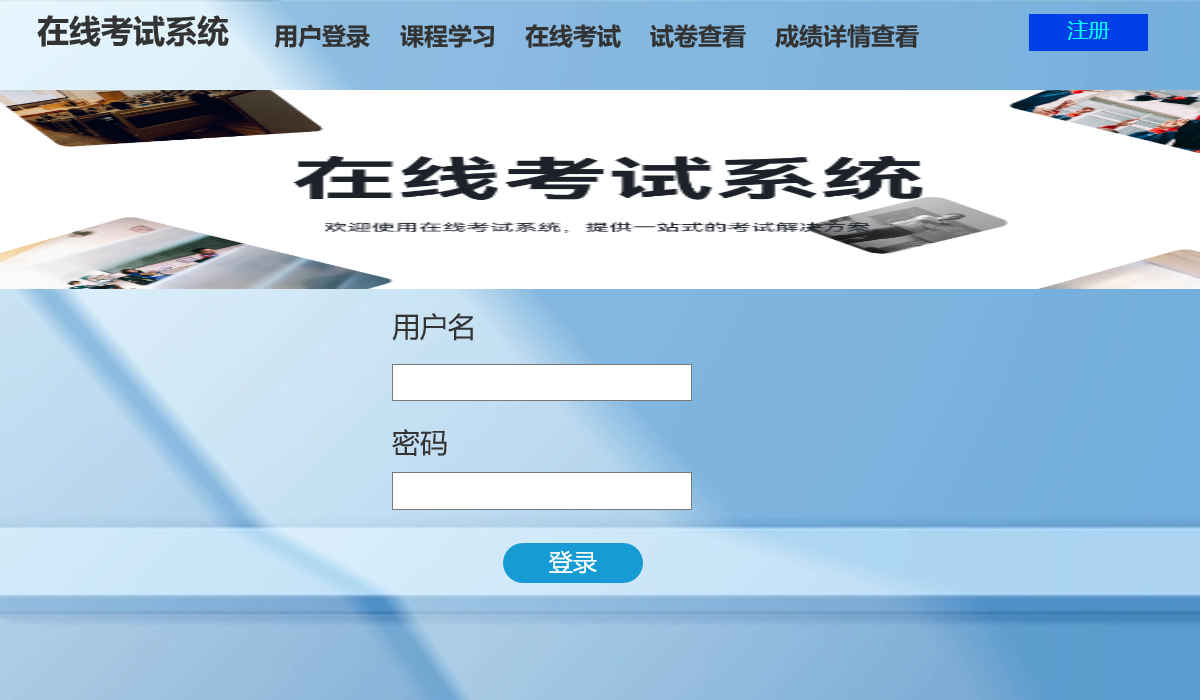 在线考试系统 用户登录 课程学习 在线考试 试卷查看 成绩详情查看 注册
在线考试系统
欢迎使用在线考试系统，提供一站式的考试解决方案
用户名
密码
登录